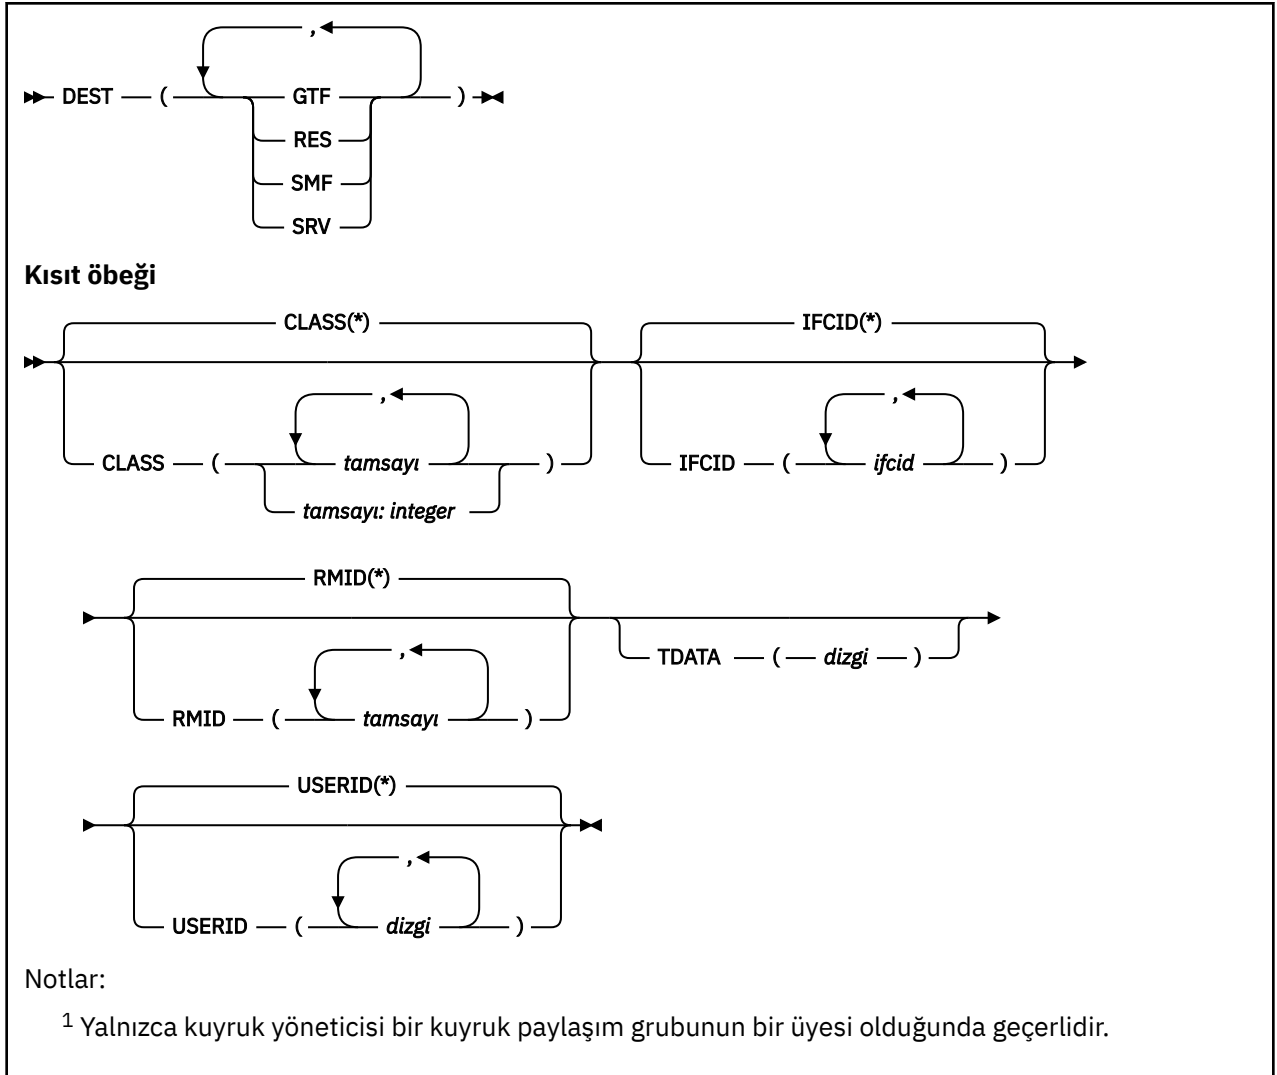 ,
DEST ( GTF )
RES
SMF
SRV
Kısıt öbeği
CLASS(*) IFCID(*)
, ,
CLASS ( tamsayı ) IFCID ( ifcid )
tamsayı: integer
RMID(*)
TDATA ( dizgi )
,
RMID ( tamsayı )
USERID(*)
,
USERID ( dizgi )
Notlar:
1 Yalnızca kuyruk yöneticisi bir kuyruk paylaşım grubunun bir üyesi olduğunda geçerlidir.